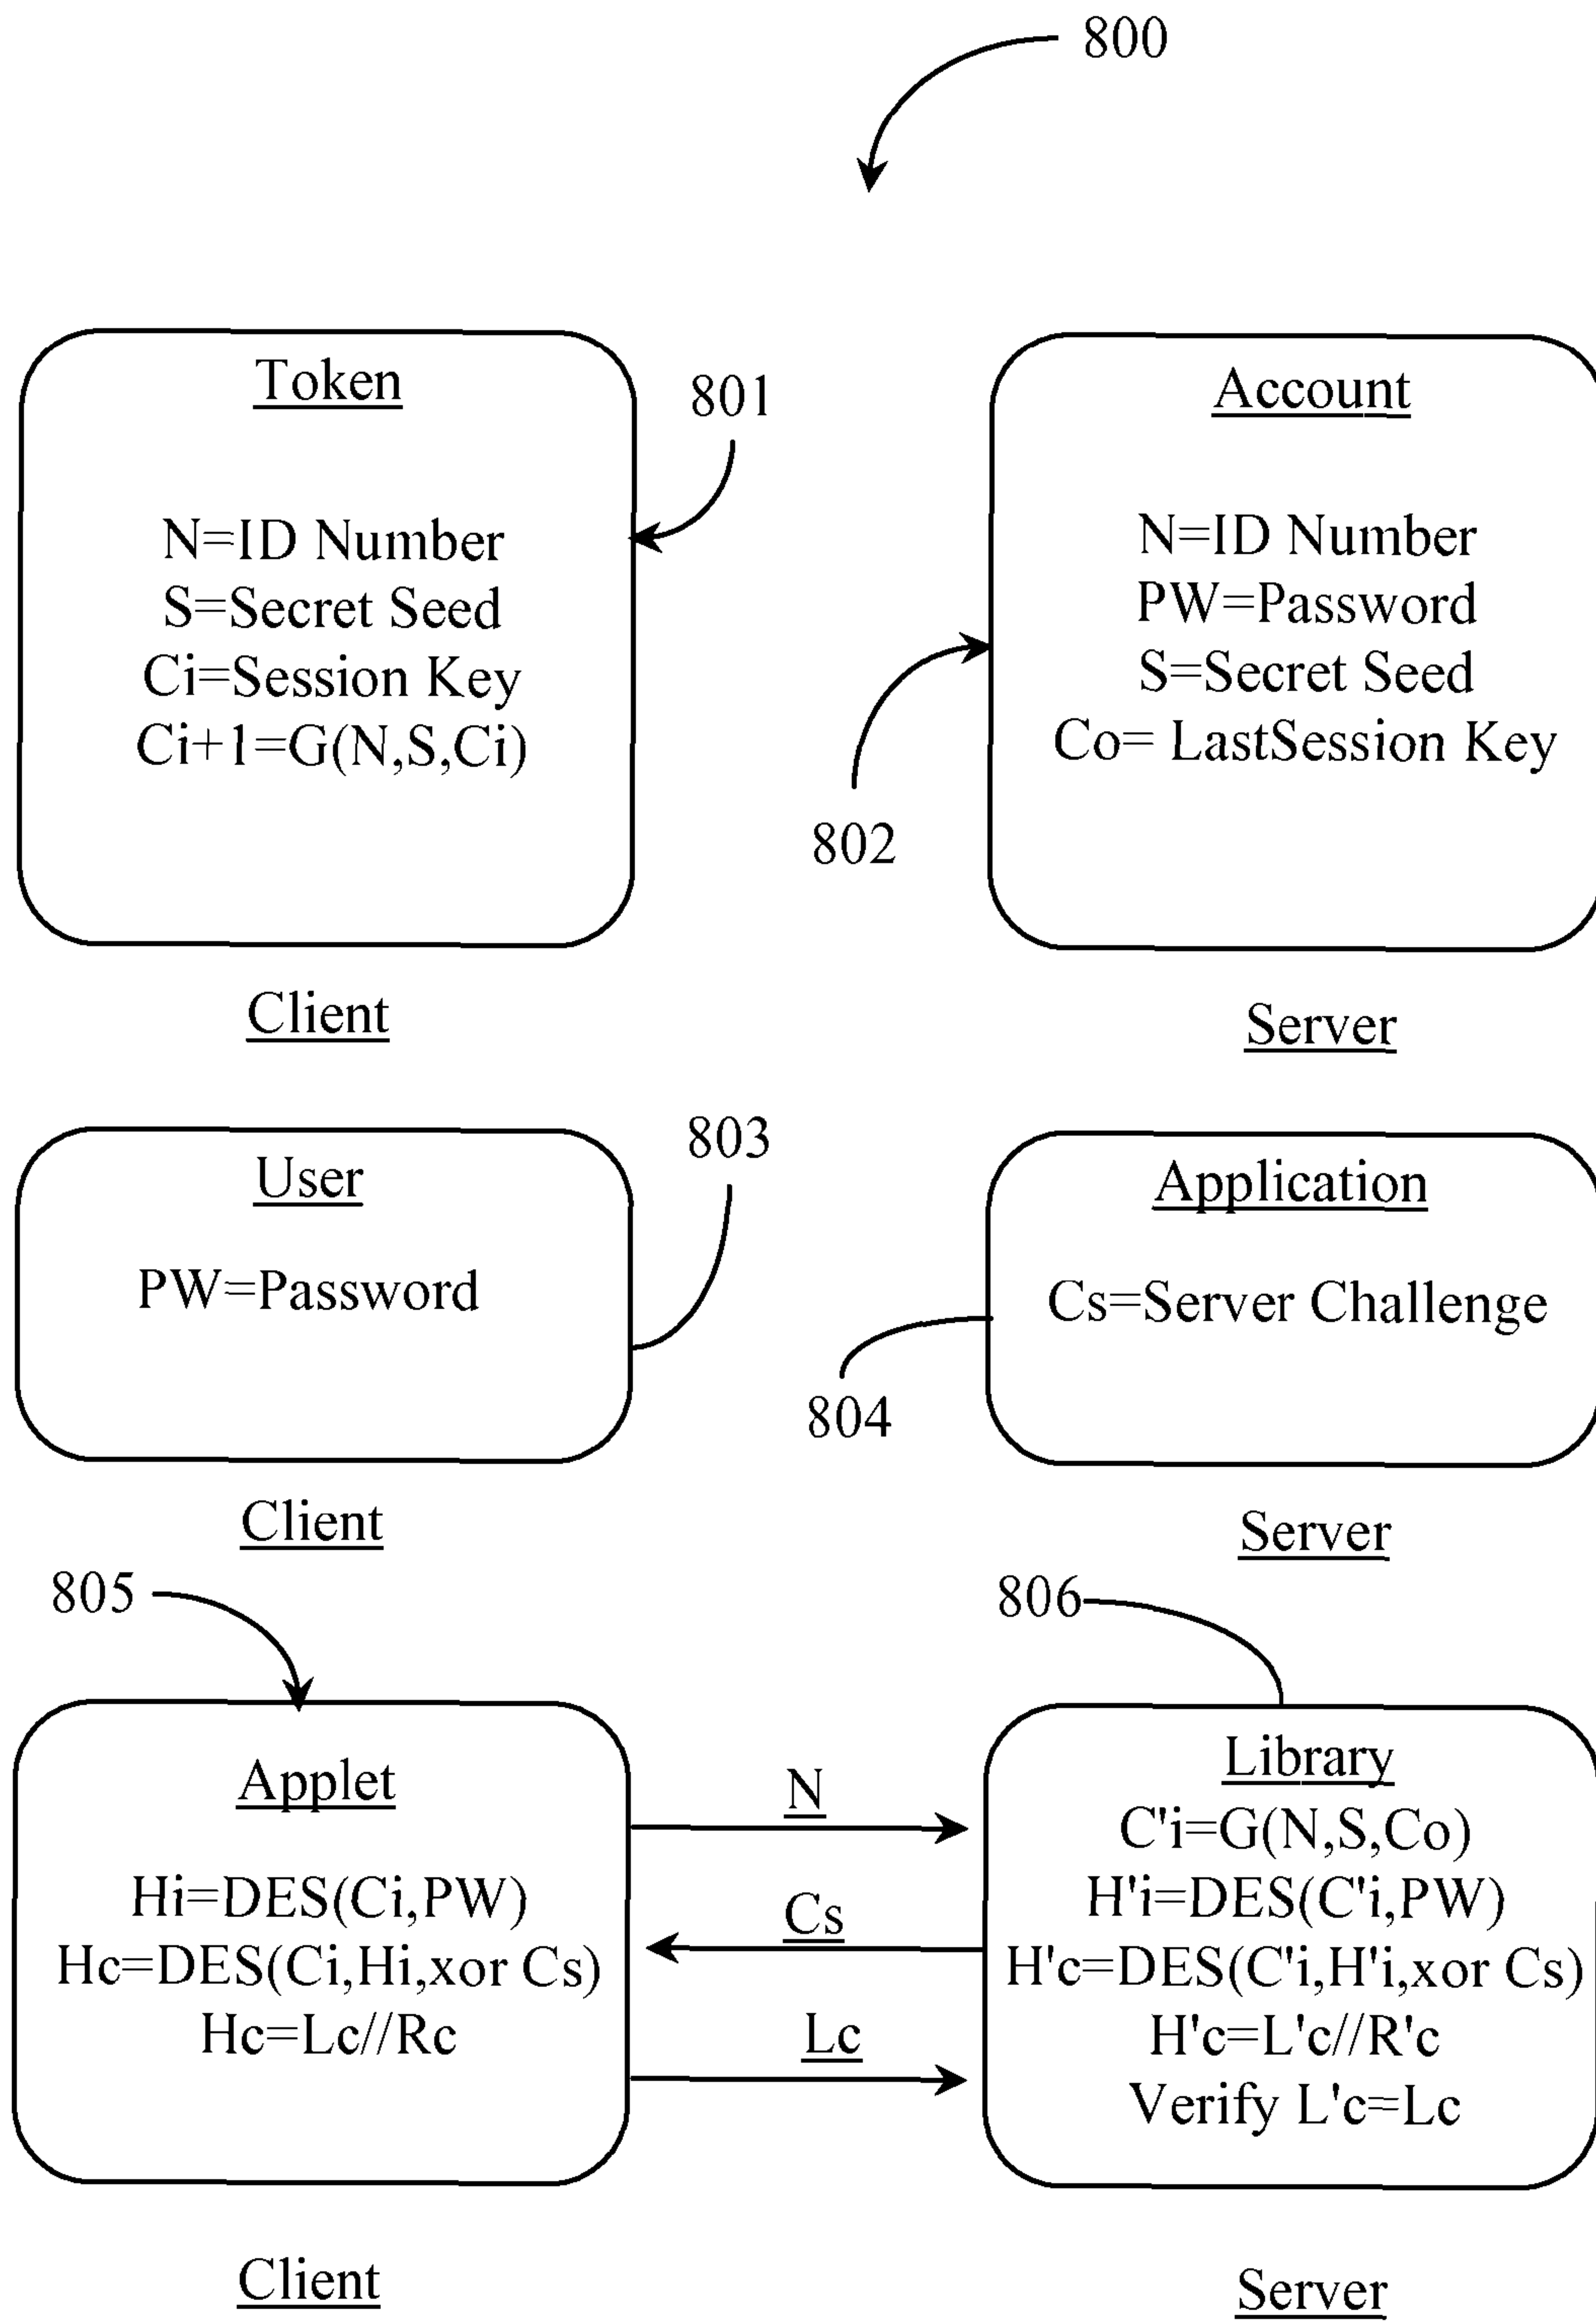 800
Token
N=ID Number
S=Secret Seed
Ci=Session Key
Ci+1=G(N,S,Ci)
801
Account
N=ID Number
PW=Password
S=Secret Seed
Co= LastSession Key
802
Client
Server
User
PW=Password
803
Application
Cs=Server Challenge
804
Client
Server
805
806
Applet
Hi=DES(Ci,PW)
Hc=DES(Ci,Hi,xor Cs)
Hc=Lc//Rc
N
Cs
Lc
Library
C'i=G(N,S,Co)
H'i=DES(C'i,PW)
H'c=DES(C'i,H'i,xor Cs)
H'c=L'c//R'c
Verify L'c=Lc
Client
Server